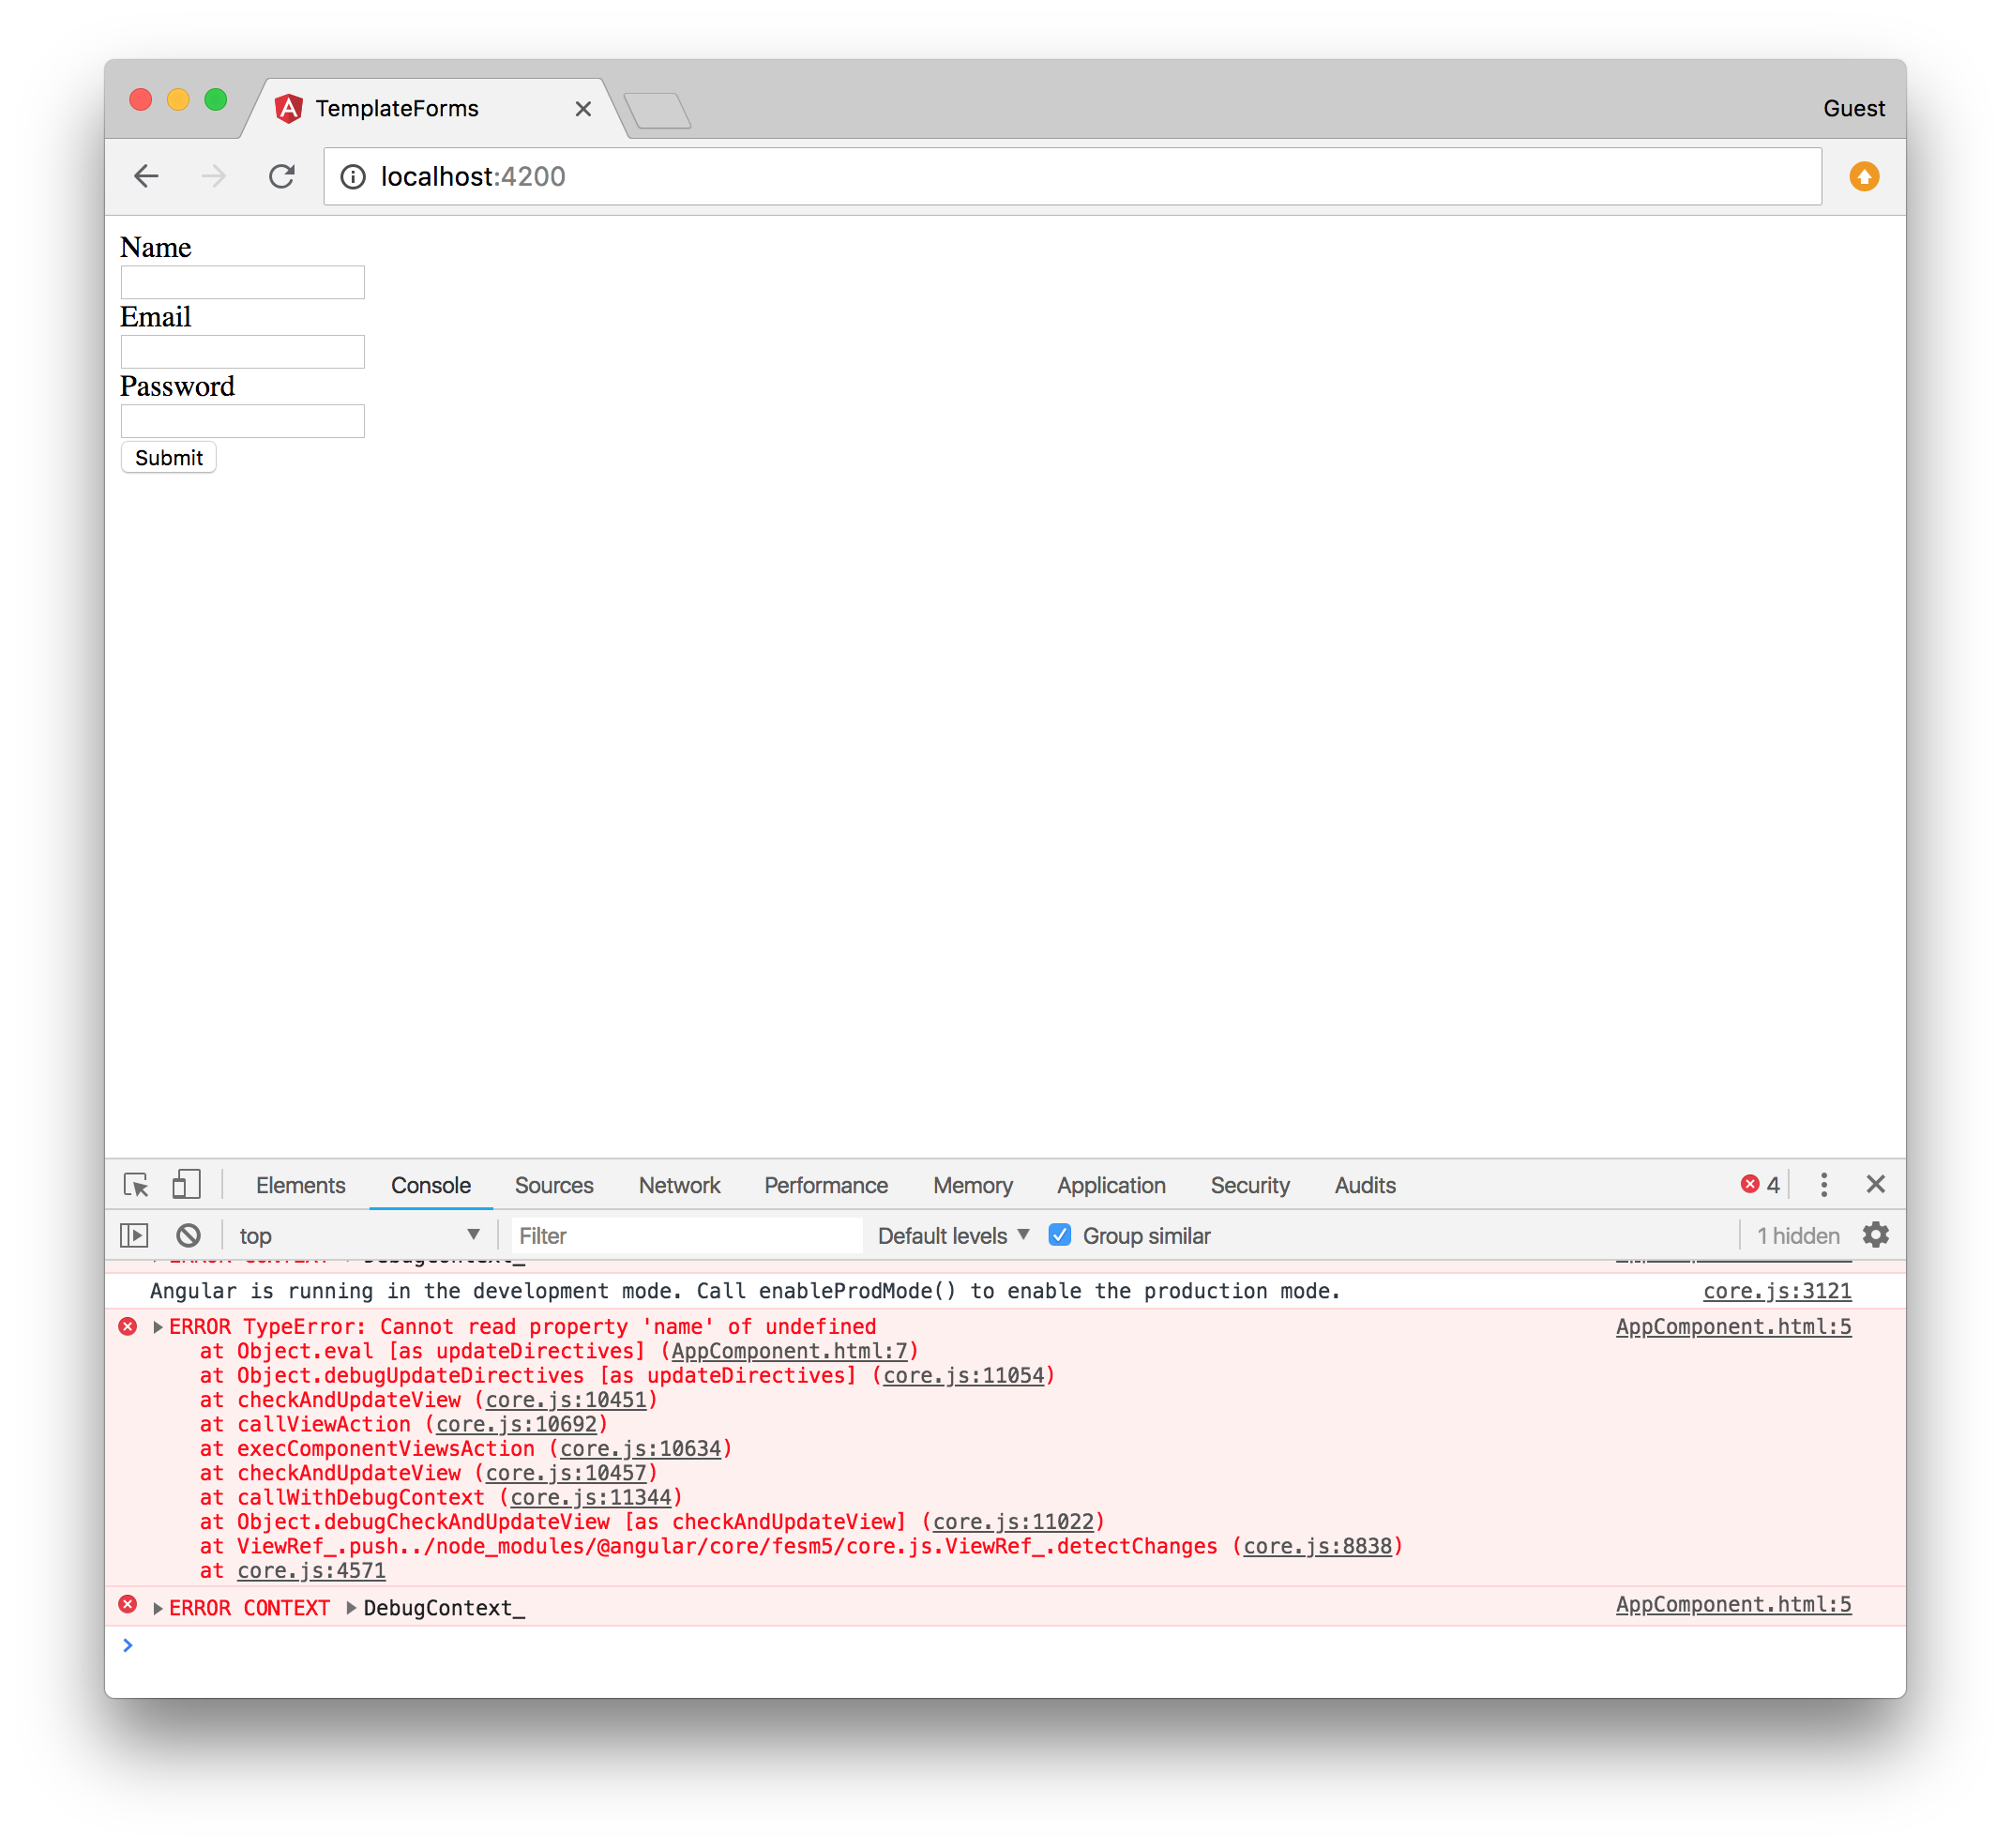 TemplateForms
Guest
localhost:4200
Name
Email
Password
Submit
Elements Console Sources Network Performance Memory Application Security Audits 4
top Filter Default levels Group similar 1 hidden
ERROR CONTEXT DebugContext_
Angular is running in the development mode. Call enableProdMode() to enable the production mode. core.js:3121
ERROR TypeError: Cannot read property 'name' of undefined AppComponent.html:5
at Object.eval [as updateDirectives] (AppComponent.html:7)
at Object.debugUpdateDirectives [as updateDirectives] (core.js:11054)
at checkAndUpdateView (core.js:10451)
at callViewAction (core.js:10692)
at execComponentViewsAction (core.js:10634)
at checkAndUpdateView (core.js:10457)
at callWithDebugContext (core.js:11344)
at Object.debugCheckAndUpdateView [as checkAndUpdateView] (core.js:11022)
at ViewRef_.push../node_modules/@angular/core/fesm5/core.js.ViewRef_.detectChanges (core.js:8838)
at core.js:4571
ERROR CONTEXT DebugContext_ AppComponent.html:5